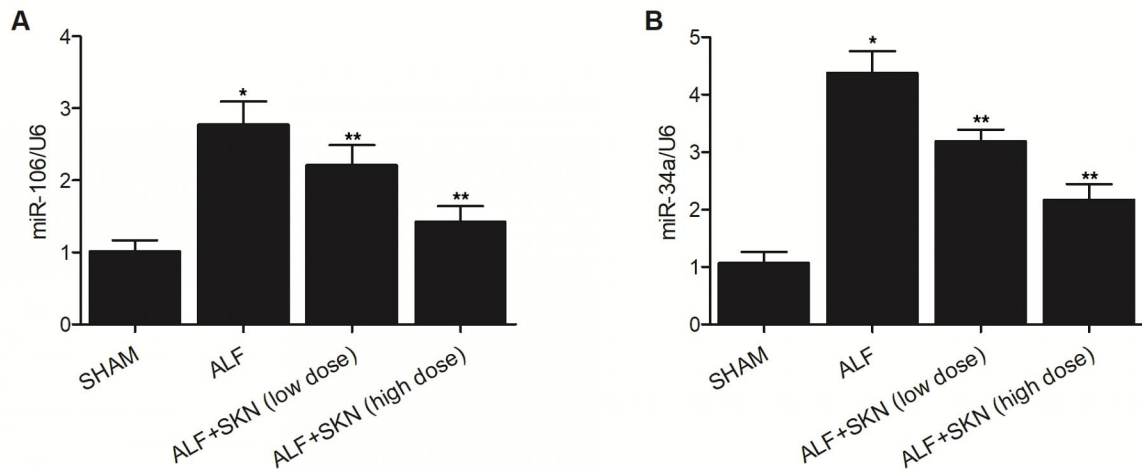 A
miR-106/U6
4
3
2
1
0
*
**
**
SHAM
ALF
ALF+SKN (low dose)
ALF+SKN (high dose)
B
miR-34a/U6
5
4
3
2
1
0
*
**
**
SHAM
ALF
ALF+SKN (low dose)
ALF+SKN (high dose)